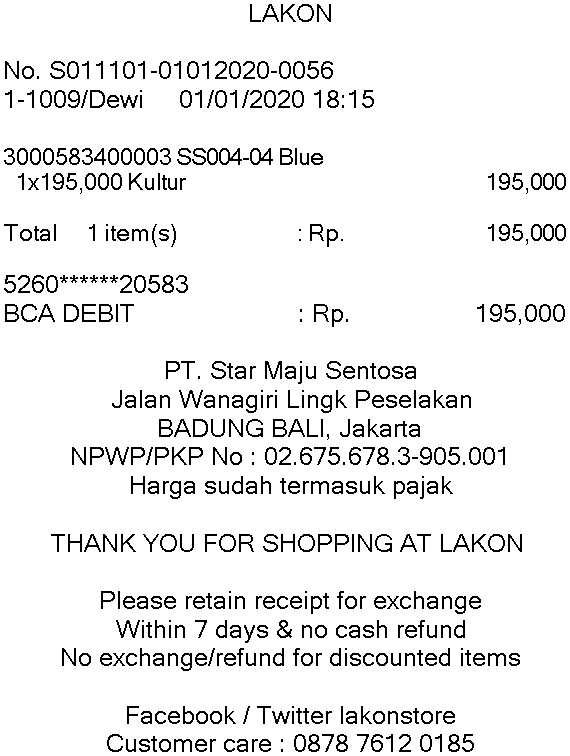 LAKON
No. S011101-01012020-0056
1-1009/Dewi 01/01/2020 18:15
3000583400003 SS004-04 Blue
1x195,000 Kultur 195,000
Total 1 item(s) : Rp. 195,000
5260******20583
BCA DEBIT : Rp. 195,000
PT. Star Maju Sentosa
Jalan Wanagiri Lingk Peselakan
BADUNG BALI, Jakarta
NPWP/PKP No : 02.675.678.3-905.001
Harga sudah termasuk pajak
THANK YOU FOR SHOPPING AT LAKON
Please retain receipt for exchange
Within 7 days & no cash refund
No exchange/refund for discounted items
Facebook / Twitter lakonstore
Customer care : 0878 7612 0185